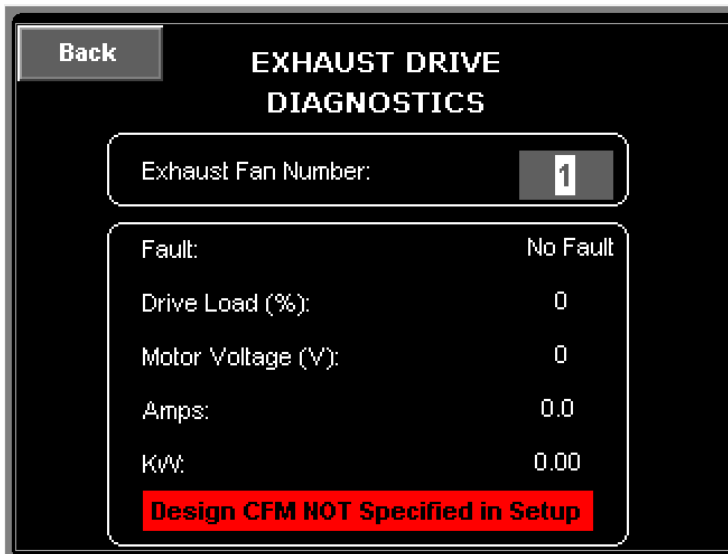 Back
EXHAUST DRIVE
DIAGNOSTICS
Exhaust Fan Number: 1
Fault: No Fault
Drive Load (%): 0
Motor Voltage (V): 0
Amps: 0.0
KW: 0.00
Design CFM NOT Specified in Setup